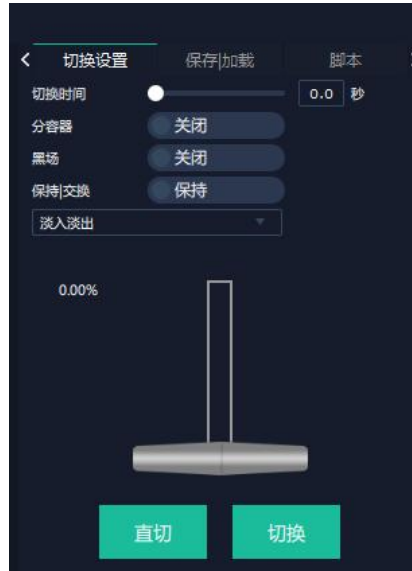 切换设置 保存|加载 脚本
切换时间 0.0 秒
分容器 关闭
黑场 关闭
保持|交换 保持
淡入淡出
0.00%
直切 切换